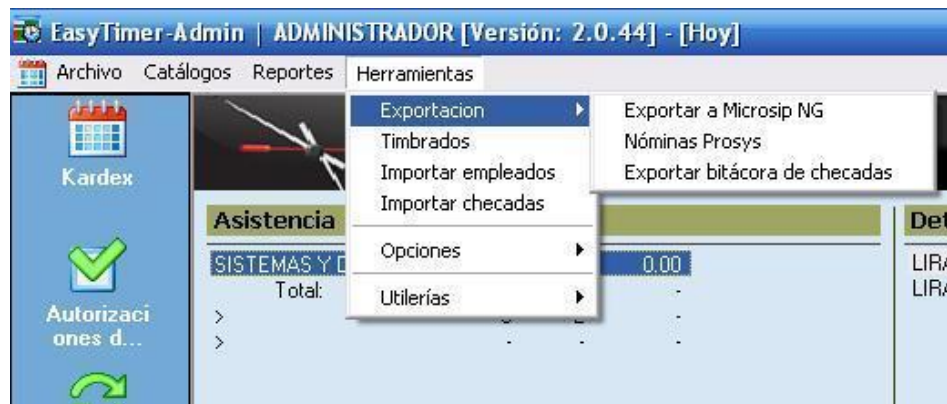 EasyTimer-Admin | ADMINISTRADOR [Versión: 2.0.44] - [Hoy]
Archivo Catálogos Reportes Herramientas
Exportacion
Timbrados
Importar empleados
Importar checadas
Opciones
Utilerías
Exportar a Microsip NG
Nóminas Prosys
Exportar bitácora de checadas
Kardex
Autorizaci
ones d...
Asistencia
SISTEMAS Y 0.00
Total: -
> -
> - - -